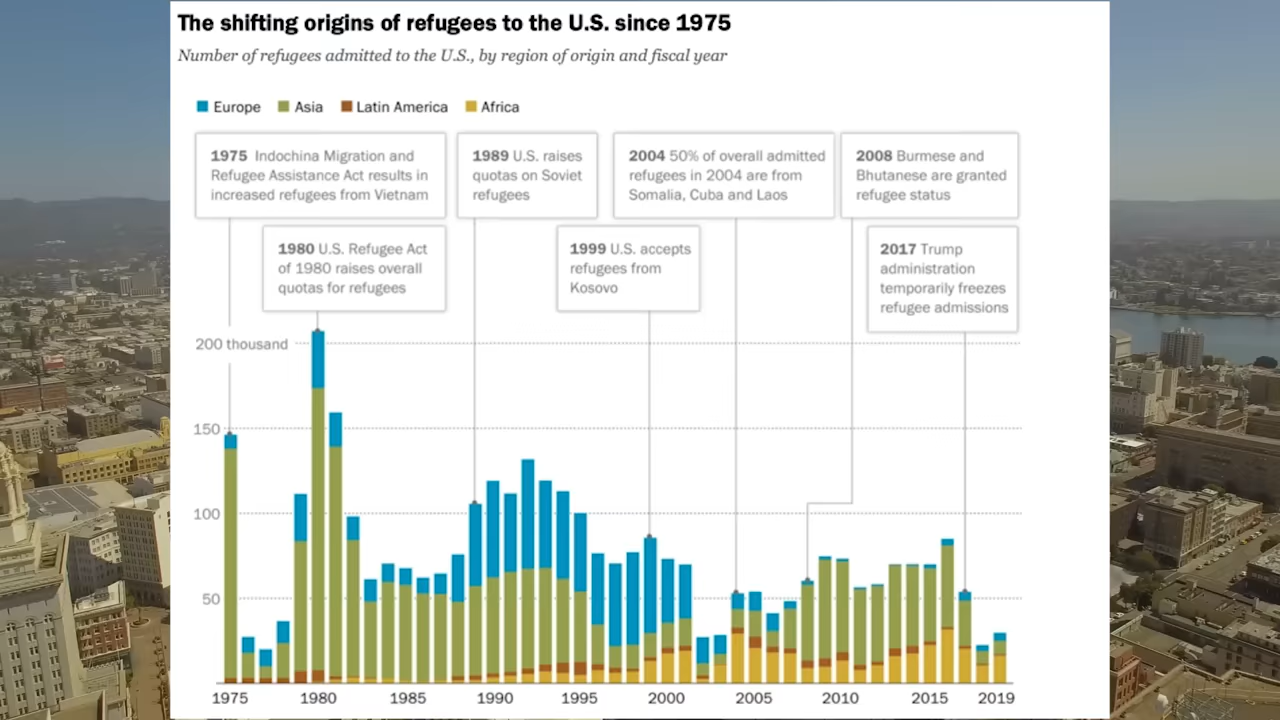 The shifting origins of refugees to the U.S. since 1975
Number of refugees admitted to the U.S., by region of origin and fiscal year
Europe Asia Latin America Africa
1975 Indochina Migration and
Refugee Assistance Act results in
increased refugees from Vietnam
1989 U.S. raises
quotas on Soviet
refugees
2004 50% of overall admitted
refugees in 2004 are from
Somalia, Cuba and Laos
2008 Burmese and
Bhutanese are granted
refugee status
1980 U.S. Refugee Act
of 1980 raises overall
quotas for refugees
1999 U.S. accepts
refugees from
Kosovo
2017 Trump
administration
temporarily freezes
refugee admissions
200 thousand
150
100
50
1975 1980 1985 1990 1995 2000 2005 2010 2015 2019